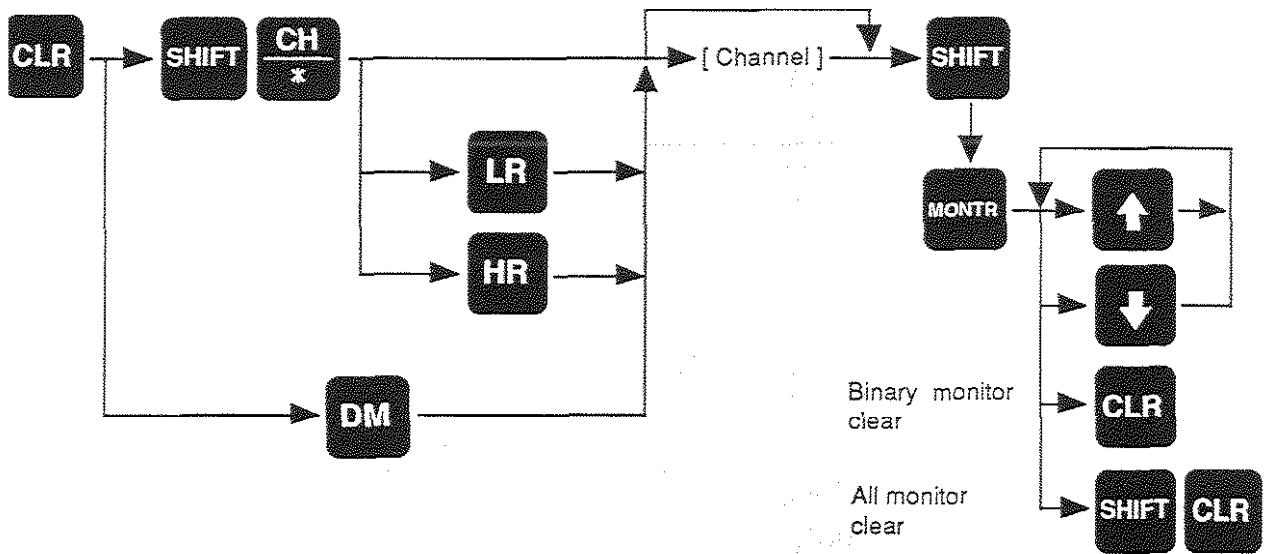 CLR
SHIFT
CH
*
[ Channel ]
SHIFT
LR
HR
MONTR
DM
Binary monitor
clear
CLR
All monitor
clear
SHIFT
CLR